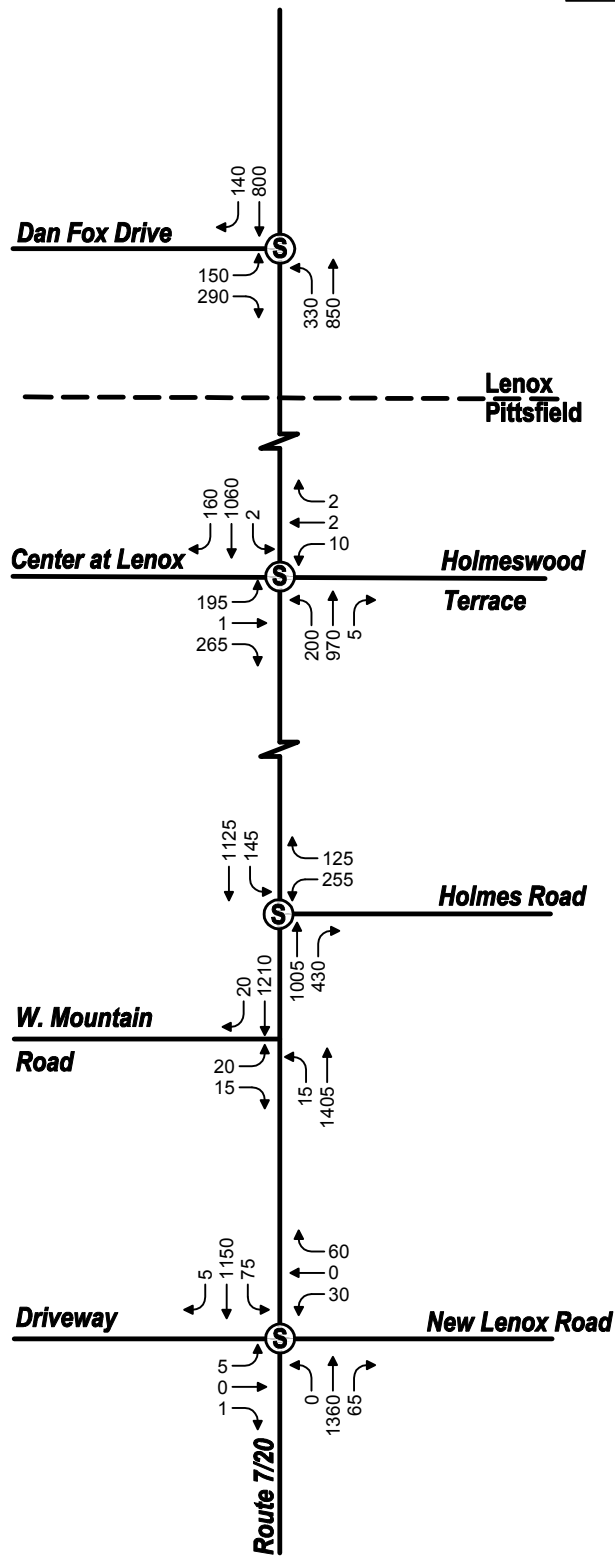 140
800
Dan Fox Drive
S
150
290
330
850
Lenox
Pittsfield
160
1060
2
2
2
10
Center at Lenox
S
Holmeswood
Terrace
195
1
265
200
970
5
1125
145
125
255
S
Holmes Road
1005
430
20
1210
W. Mountain
Road
20
15
15
1405
5
1150
75
60
0
30
Driveway
S
New Lenox Road
5
0
1
0
1360
65
Route 7/20